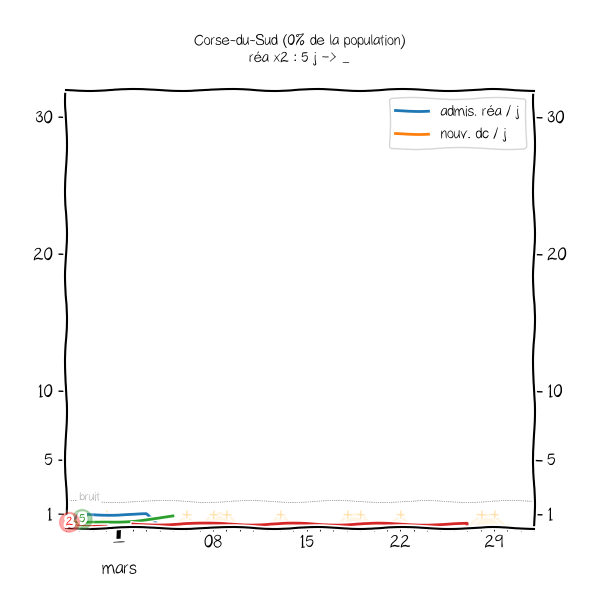 Corse-du-Sud (0% de la population)
réa x2 : 5 j -> _
admis. réa / j
nouv. dc / j
30
30
20
20
10
10
5
5
... bruit
1
2
5
1
1
08
15
22
29
mars